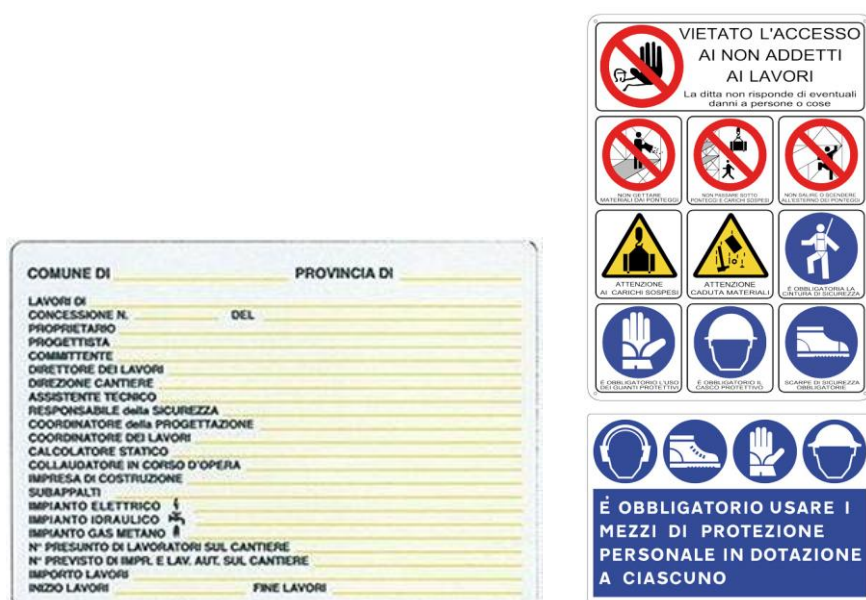 COMUNE DI PROVINCIA DI
LAVORI DI
CONCESSIONE N. DEL
PROPRIETARIO
PROGETTISTA
COMMITTENTE
DIRETTORE DEI LAVORI
DIREZIONE CANTIERE
ASSISTENTE TECNICO
RESPONSABILE della SICUREZZA
COORDINATORE della PROGETTAZIONE
COORDINATORE DEI LAVORI
CALCOLATORE STATICO
COLLAUDATORE IN CORSO D'OPERA
IMPRESA DI COSTRUZIONE
SUBAPPALTI
IMPIANTO ELETTRICO
IMPIANTO IDRAULICO
IMPIANTO GAS METANO
N° PRESUNTO DI LAVORATORI SUL CANTIERE
N° PREVISTO DI IMPR. E LAV. AUT. SUL CANTIERE
IMPORTO LAVORI
INIZIO LAVORI FINE LAVORI
VIETATO L'ACCESSO
AI NON ADDETTI
AI LAVORI
La ditta non risponde di eventuali
danni a persone o cose
NON GETTARE
MATERIALI DAI PONTEGGI
NON PASSARE SOTTO
PONTEGGI E CARICHI SOSPESI
NON SALIRE O SCENDERE
ALL'ESTERNO DEI PONTEGGI
ATTENZIONE
AI CARICHI SOSPESI
ATTENZIONE
CADUTA MATERIALI
È OBBLIGATORIA LA
CINTURA DI SICUREZZA
È OBBLIGATORIO L'USO
DEI GUANTI PROTETTIVI
È OBBLIGATORIO IL
CASCO PROTETTIVO
SCARPE DI SICUREZZA
OBBLIGATORIE
È OBBLIGATORIO USARE I
MEZZI DI PROTEZIONE
PERSONALE IN DOTAZIONE
A CIASCUNO